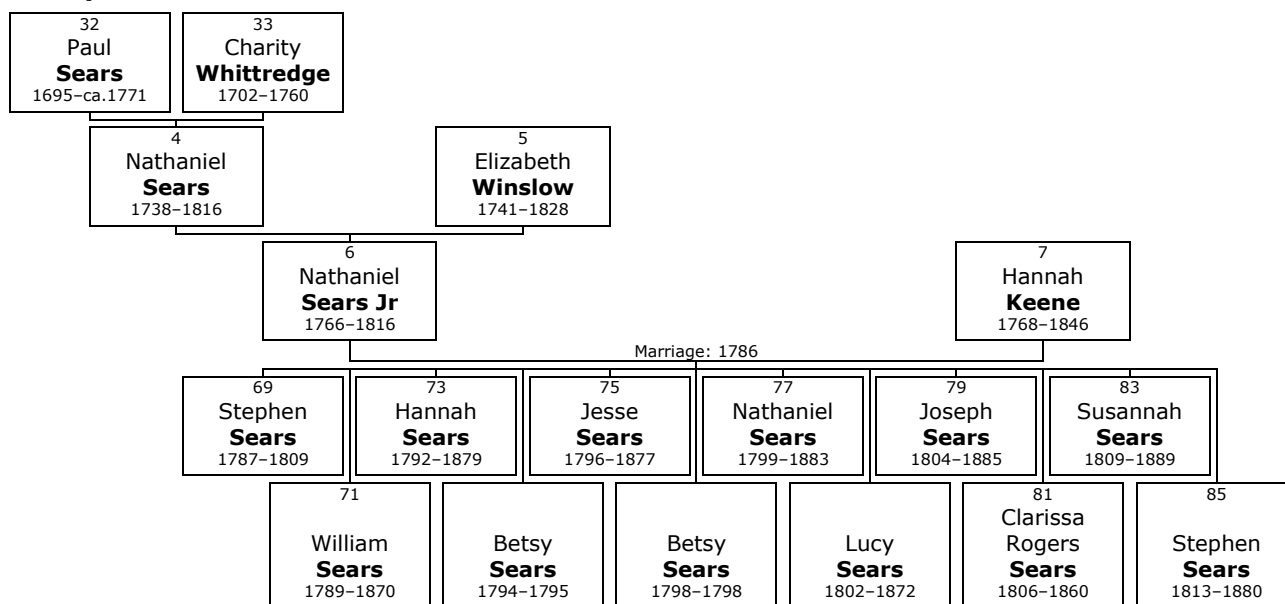 32
Paul
Sears
1695–ca.1771
33
Charity
Whittredge
1702–1760
4
Nathaniel
Sears
1738–1816
5
Elizabeth
Winslow
1741–1828
6
Nathaniel
Sears Jr
1766–1816
7
Hannah
Keene
1768–1846
Marriage: 1786
69
Stephen
Sears
1787–1809
73
Hannah
Sears
1792–1879
75
Jesse
Sears
1796–1877
77
Nathaniel
Sears
1799–1883
79
Joseph
Sears
1804–1885
83
Susannah
Sears
1809–1889
71
William
Sears
1789–1870
Betsy
Sears
1794–1795
Betsy
Sears
1798–1798
Lucy
Sears
1802–1872
81
Clarissa
Rogers
Sears
1806–1860
85
Stephen
Sears
1813–1880